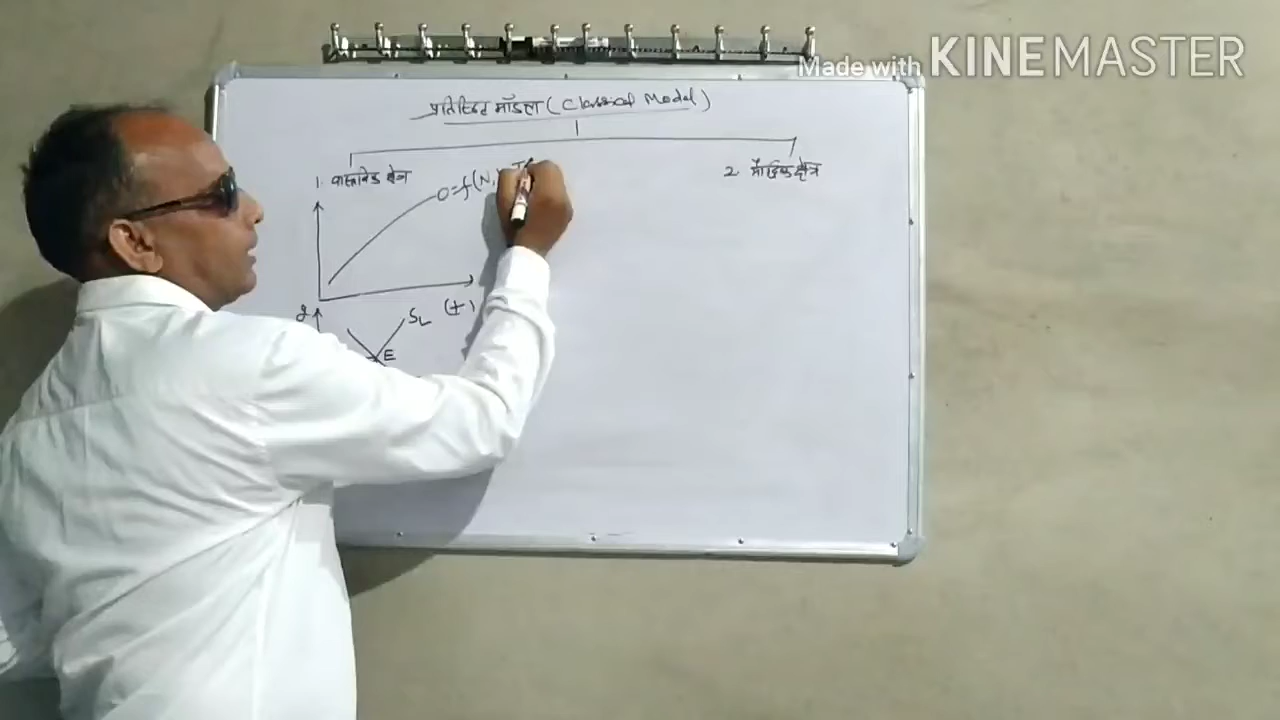 Made with KINEMASTER
प्रतिष्ठित मॉडल (Classical Model)
1. वास्तविक क्षेत्र
2. मौद्रिक क्षेत्र
O=f(N,
(+)
SL
E